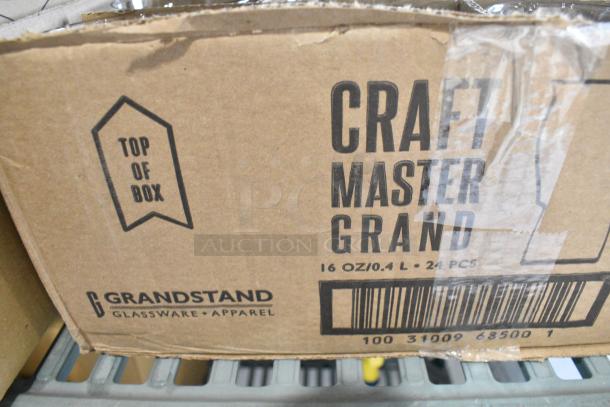 TOP
OF
BOX
CRAFT
MASTER
GRAND
16 OZ/0.4 L • 24 PCS
GRANDSTAND
GLASSWARE • APPAREL
100 31009 68500 1
AUCTION